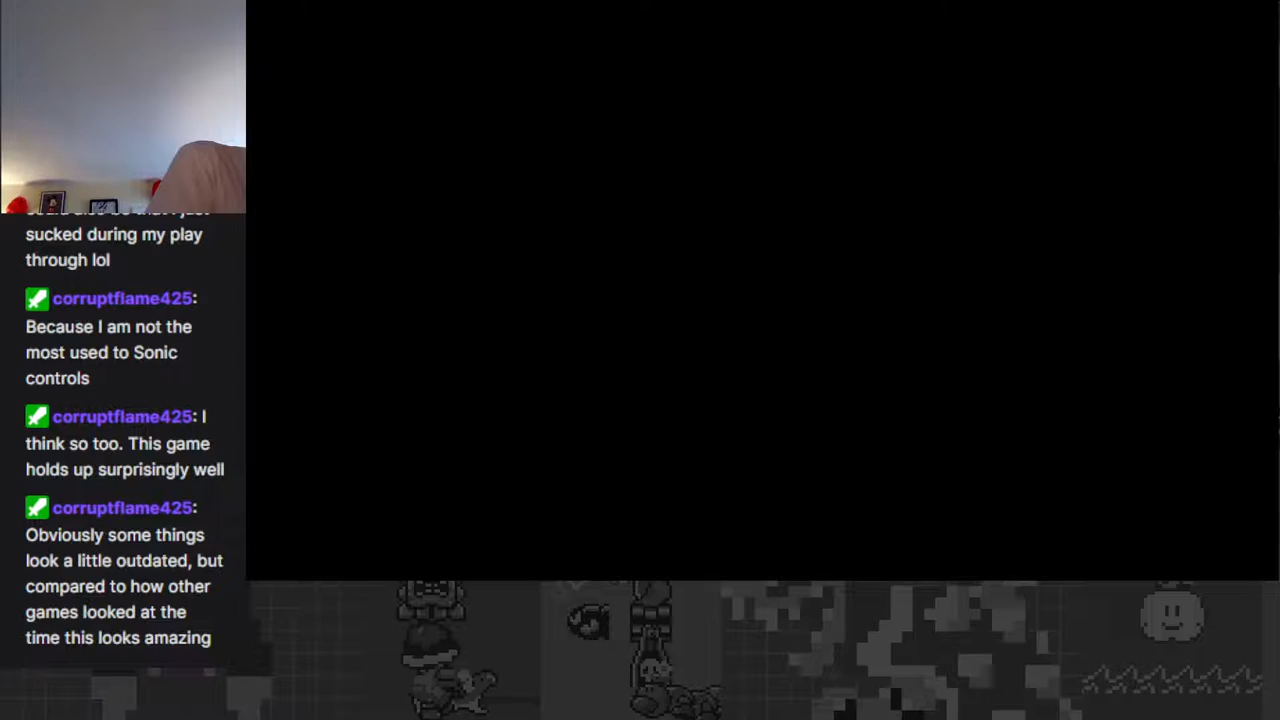 sucked during my play
through lol
corruptflame425:
Because I am not the
most used to Sonic
controls
corruptflame425: I
think so too. This game
holds up surprisingly well
corruptflame425:
Obviously some things
look a little outdated, but
compared to how other
games looked at the
time this looks amazing